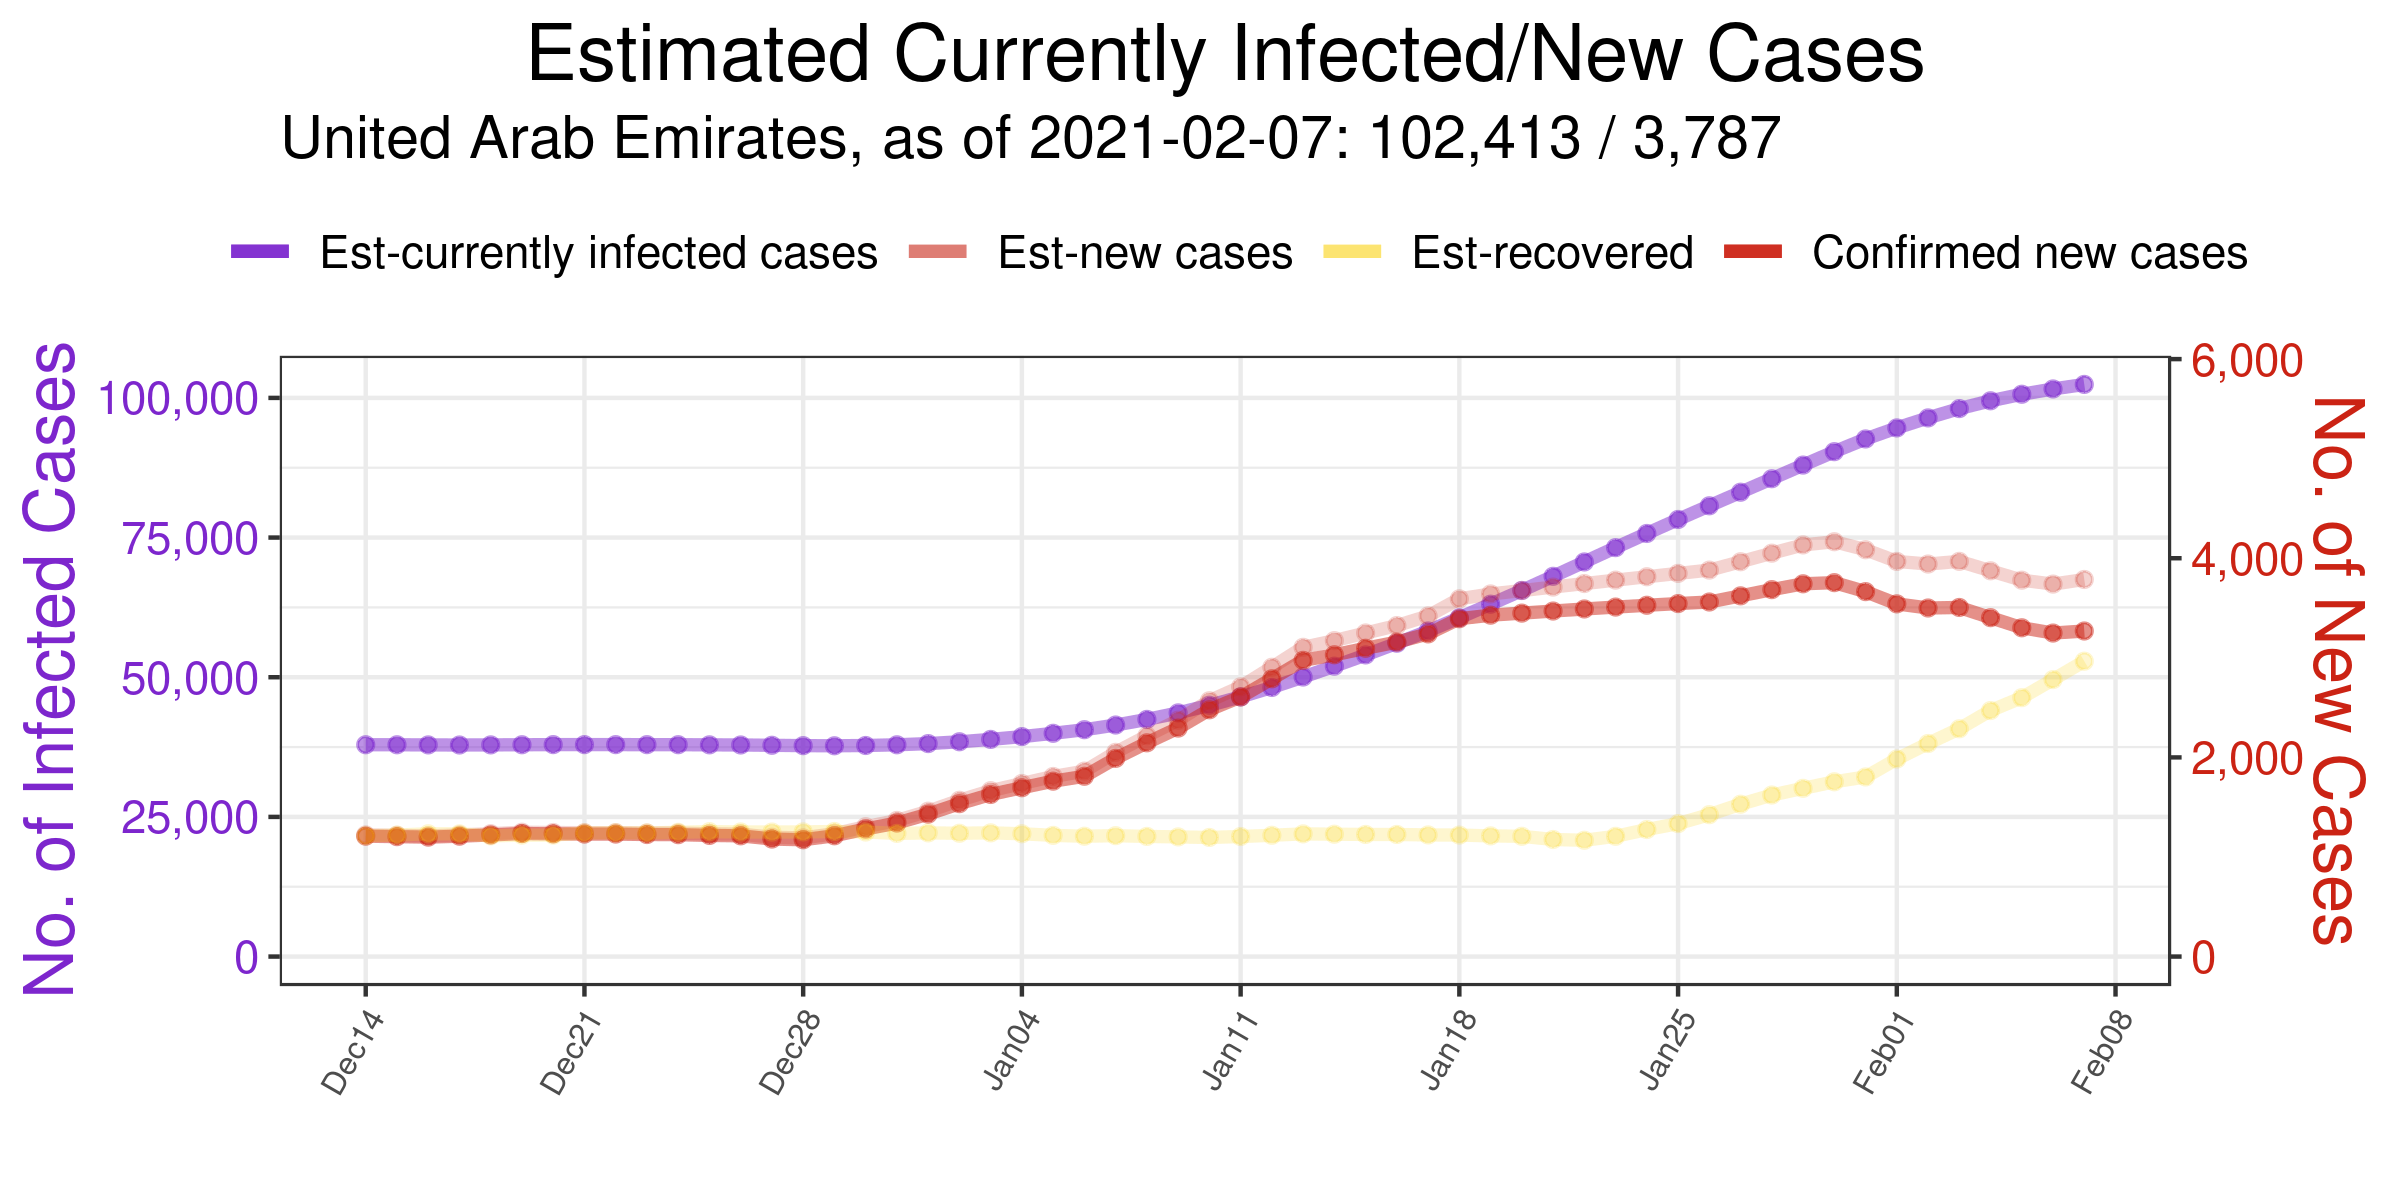 Estimated Currently Infected/New Cases
United Arab Emirates, as of 2021-02-07: 102,413 / 3,787
Est-currently infected cases Est-new cases Est-recovered Confirmed new cases
No. of Infected Cases
100,000
75,000
50,000
25,000
0
6,000
4,000
2,000
0
No. of New Cases
Dec14 Dec21 Dec28 Jan04 Jan11 Jan18 Jan25 Feb01 Feb08